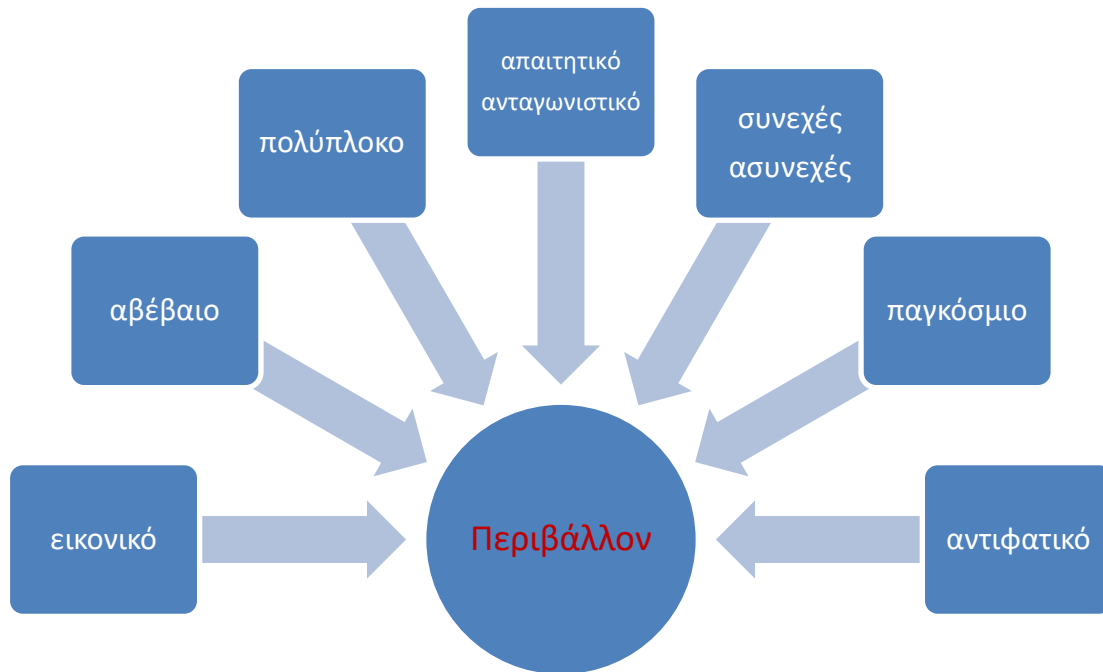 απαιτητικό
ανταγωνιστικό
πολύπλοκο
συνεχές
ασυνεχές
αβέβαιο
παγκόσμιο
εικονικό
Περιβάλλον
αντιφατικό